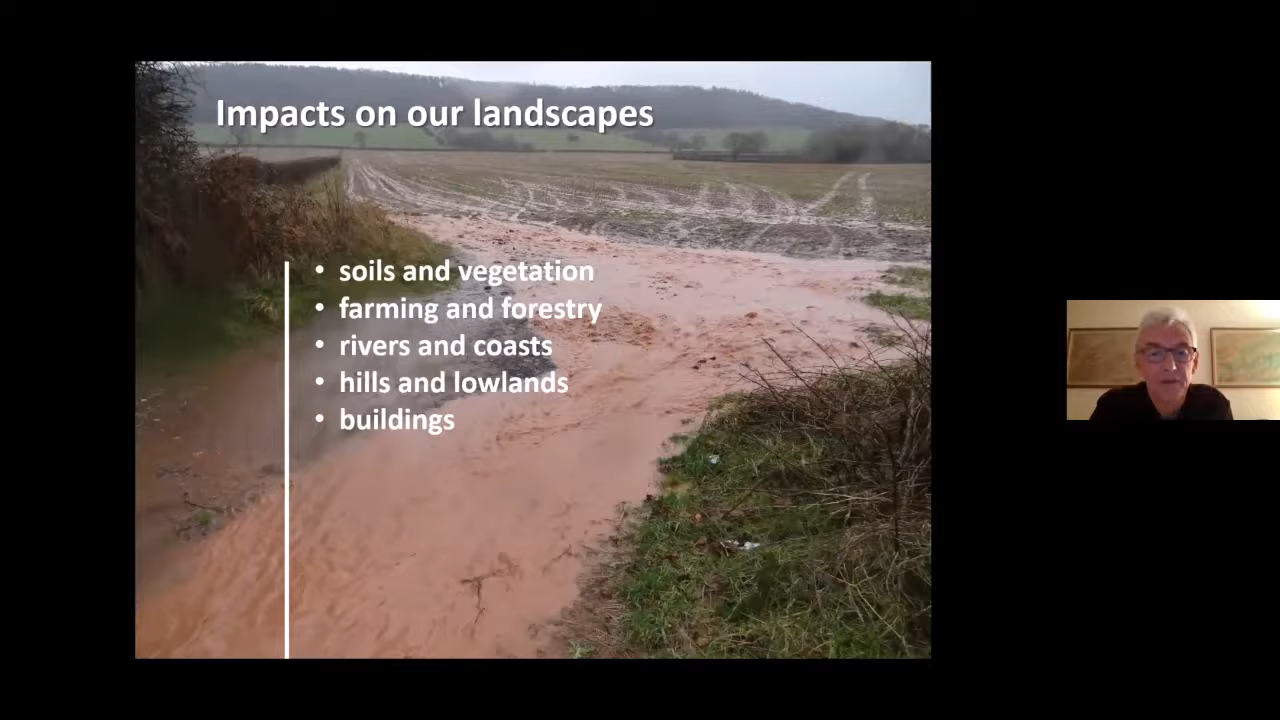 Impacts on our landscapes
• soils and vegetation
• farming and forestry
• rivers and coasts
• hills and lowlands
• buildings